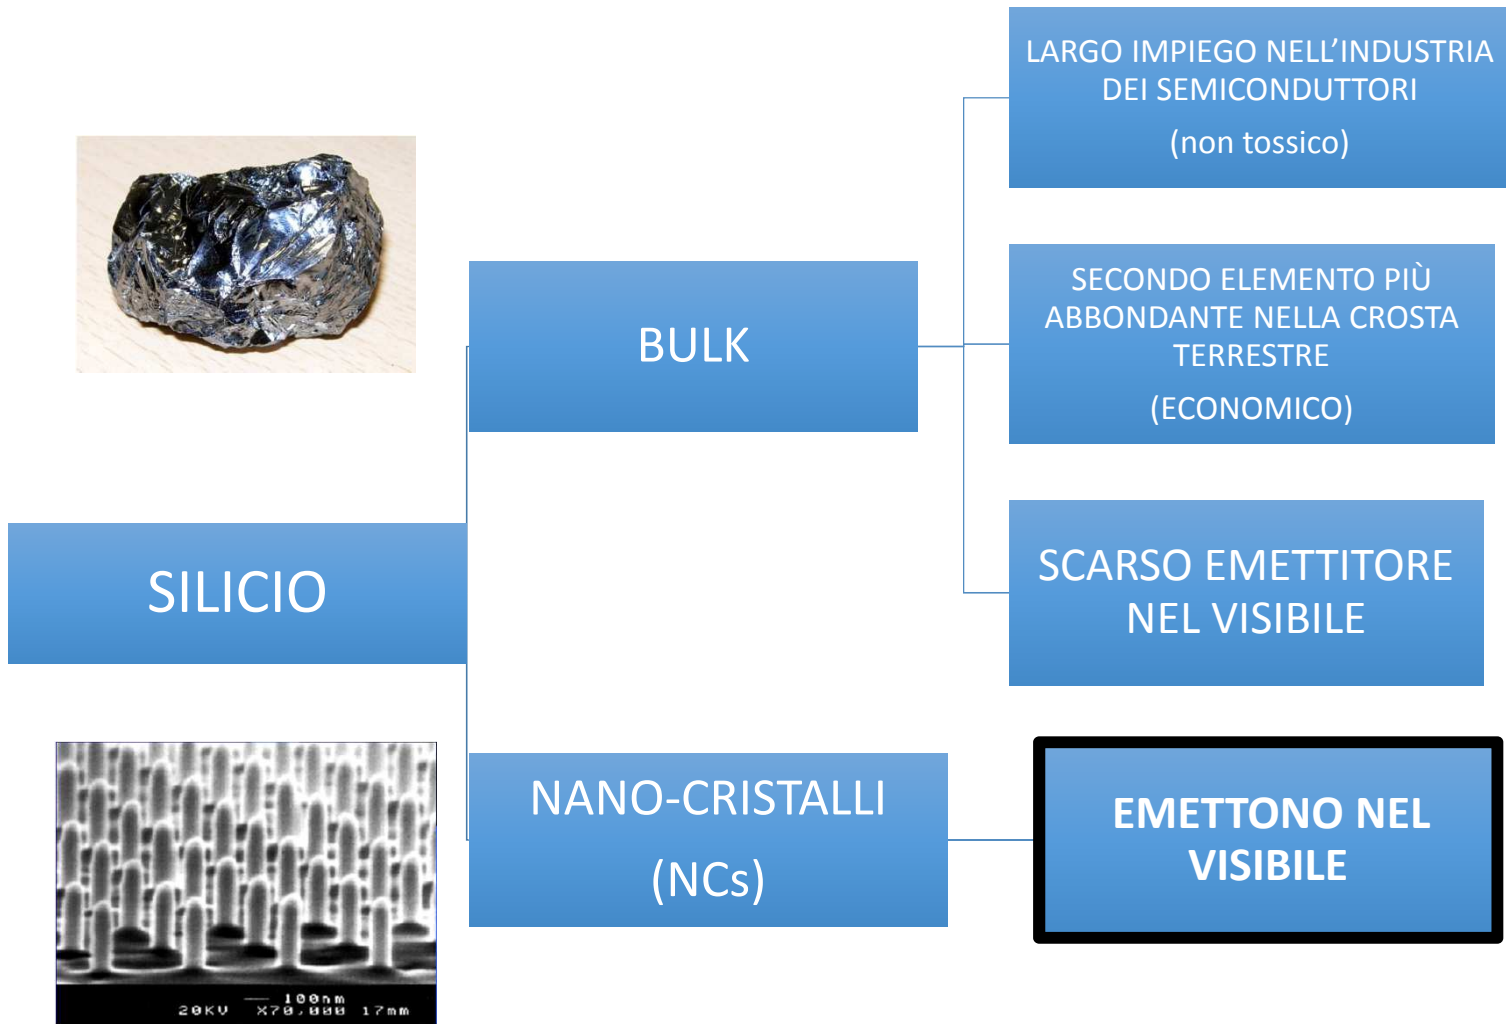 LARGO IMPIEGO NELL’INDUSTRIA
DEI SEMICONDUTTORI
(non tossico)
SECONDO ELEMENTO PIÙ
ABBONDANTE NELLA CROSTA
TERRESTRE
(ECONOMICO)
BULK
SCARSO EMETTITORE
NEL VISIBILE
SILICIO
NANO-CRISTALLI
(NCs)
EMETTONO NEL
VISIBILE
100nm
20KV X70,000 17mm